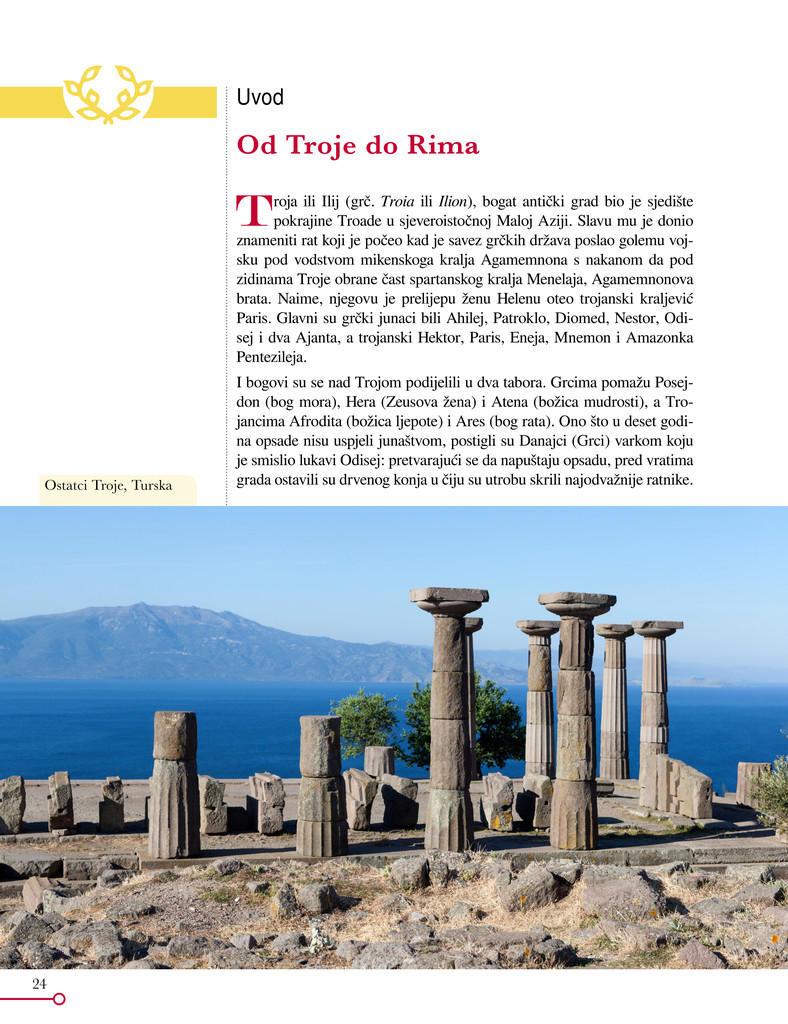 Uvod
Od Troje do Rima
Troja ili Ilij (grč. Troia ili Ilion), bogat antički grad bio je sjedište
pokrajine Troade u sjeveroistočnoj Maloj Aziji. Slavu mu je donio
znameniti rat koji je počeo kad je savez grčkih država poslao golemu voj-
sku pod vodstvom mikenskoga kralja Agamemnona s nakanom da pod
zidinama Troje obrane čast spartanskog kralja Menelaja, Agamemnonova
brata. Naime, njegovu je prelijepu ženu Helenu oteo trojanski kraljević
Paris. Glavni su grčki junaci bili Ahilej, Patroklo, Diomed, Nestor, Odi-
sej i dva Ajanta, a trojanski Hektor, Paris, Eneja, Mnemon i Amazonka
Pentezileja.
I bogovi su se nad Trojom podijelili u dva tabora. Grcima pomažu Posej-
don (bog mora), Hera (Zeusova žena) i Atena (božica mudrosti), a Tro-
jancima Afrodita (božica ljepote) i Ares (bog rata). Ono što u deset godi-
na opsade nisu uspjeli junaštvom, postigli su Danajci (Grci) varkom koju
je smislio lukavi Odisej: pretvarajući se da napuštaju opsadu, pred vratima
grada ostavili su drvenog konja u čiju su utrobu skrili najodvažnije ratnike.
Ostatci Troje, Turska
24